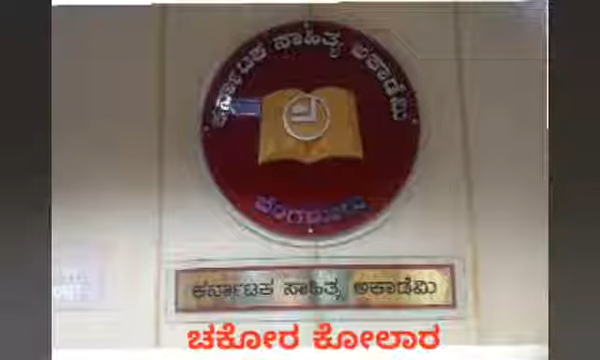 ಕರ್ನಾಟಕ ಸಾಹಿತ್ಯ ಅಕಾಡೆಮಿ
ಬೆಂಗಳೂರು
ಕರ್ನಾಟಕ ಸಾಹಿತ್ಯ ಅಕಾಡೆಮಿ
ಚಕೋರ ಕೋಲಾರ